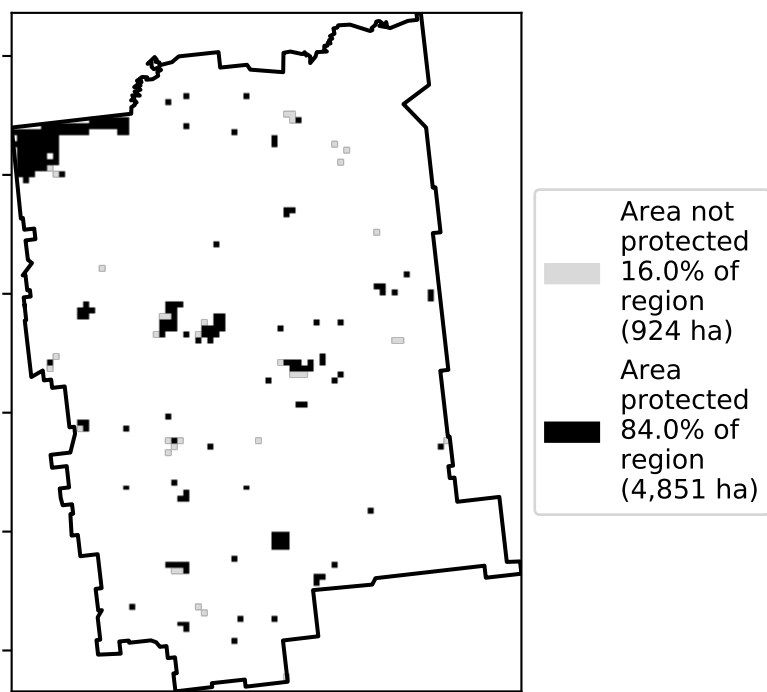 Area not
protected
16.0% of
region
(924 ha)
Area
protected
84.0% of
region
(4,851 ha)